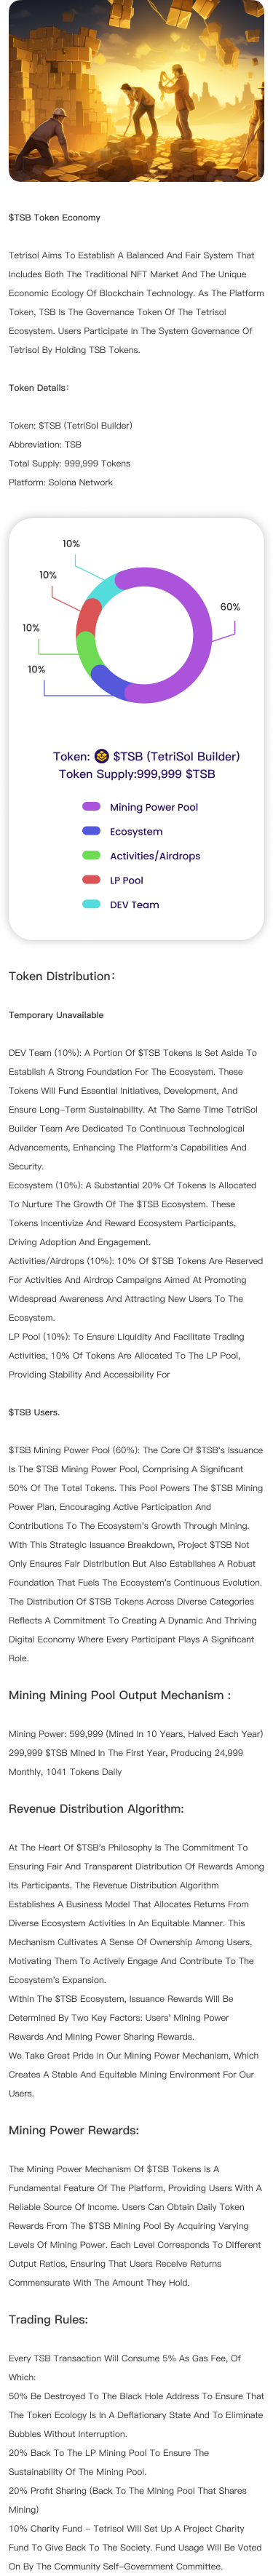 $TSB Token Economy
Tetrisol Aims To Establish A Balanced And Fair System That
Includes Both The Traditional NFT Market And The Unique
Economic Ecology Of Blockchain Technology. As The Platform
Token, TSB Is The Governance Token Of The Tetrisol
Ecosystem. Users Participate In The System Governance Of
Tetrisol By Holding TSB Tokens.
Token Details：
Token: $TSB (TetriSol Builder)
Abbreviation: TSB
Total Supply: 999,999 Tokens
Platform: Solona Network
10%
10%
60%
10%
10%
Token: $TSB (TetriSol Builder)
Token Supply:999,999 $TSB
Mining Power Pool
Ecosystem
Activities/Airdrops
LP Pool
DEV Team
Token Distribution：
Temporary Unavailable
DEV Team (10%): A Portion Of $TSB Tokens Is Set Aside To
Establish A Strong Foundation For The Ecosystem. These
Tokens Will Fund Essential Initiatives, Development, And
Ensure Long-Term Sustainability. At The Same Time TetriSol
Builder Team Are Dedicated To Continuous Technological
Advancements, Enhancing The Platform's Capabilities And
Security.
Ecosystem (10%): A Substantial 20% Of Tokens Is Allocated
To Nurture The Growth Of The $TSB Ecosystem. These
Tokens Incentivize And Reward Ecosystem Participants,
Driving Adoption And Engagement.
Activities/Airdrops (10%): 10% Of $TSB Tokens Are Reserved
For Activities And Airdrop Campaigns Aimed At Promoting
Widespread Awareness And Attracting New Users To The
Ecosystem.
LP Pool (10%): To Ensure Liquidity And Facilitate Trading
Activities, 10% Of Tokens Are Allocated To The LP Pool,
Providing Stability And Accessibility For
$TSB Users.
$TSB Mining Power Pool (60%): The Core Of $TSB's Issuance
Is The $TSB Mining Power Pool, Comprising A Significant
50% Of The Total Tokens. This Pool Powers The $TSB Mining
Power Plan, Encouraging Active Participation And
Contributions To The Ecosystem's Growth Through Mining.
With This Strategic Issuance Breakdown, Project $TSB Not
Only Ensures Fair Distribution But Also Establishes A Robust
Foundation That Fuels The Ecosystem's Continuous Evolution.
The Distribution Of $TSB Tokens Across Diverse Categories
Reflects A Commitment To Creating A Dynamic And Thriving
Digital Economy Where Every Participant Plays A Significant
Role.
Mining Mining Pool Output Mechanism :
Mining Power: 599,999 (Mined In 10 Years, Halved Each Year)
299,999 $TSB Mined In The First Year, Producing 24,999
Monthly, 1041 Tokens Daily
Revenue Distribution Algorithm:
At The Heart Of $TSB's Philosophy Is The Commitment To
Ensuring Fair And Transparent Distribution Of Rewards Among
Its Participants. The Revenue Distribution Algorithm
Establishes A Business Model That Allocates Returns From
Diverse Ecosystem Activities In An Equitable Manner. This
Mechanism Cultivates A Sense Of Ownership Among Users,
Motivating Them To Actively Engage And Contribute To The
Ecosystem's Expansion.
Within The $TSB Ecosystem, Issuance Rewards Will Be
Determined By Two Key Factors: Users' Mining Power
Rewards And Mining Power Sharing Rewards.
We Take Great Pride In Our Mining Power Mechanism, Which
Creates A Stable And Equitable Mining Environment For Our
Users.
Mining Power Rewards:
The Mining Power Mechanism Of $TSB Tokens Is A
Fundamental Feature Of The Platform, Providing Users With A
Reliable Source Of Income. Users Can Obtain Daily Token
Rewards From The $TSB Mining Pool By Acquiring Varying
Levels Of Mining Power. Each Level Corresponds To Different
Output Ratios, Ensuring That Users Receive Returns
Commensurate With The Amount They Hold.
Trading Rules:
Every TSB Transaction Will Consume 5% As Gas Fee, Of
Which:
50% Be Destroyed To The Black Hole Address To Ensure That
The Token Ecology Is In A Deflationary State And To Eliminate
Bubbles Without Interruption.
20% Back To The LP Mining Pool To Ensure The
Sustainability Of The Mining Pool.
20% Profit Sharing (Back To The Mining Pool That Shares
Mining)
10% Charity Fund - Tetrisol Will Set Up A Project Charity
Fund To Give Back To The Society. Fund Usage Will Be Voted
On By The Community Self-Government Committee.